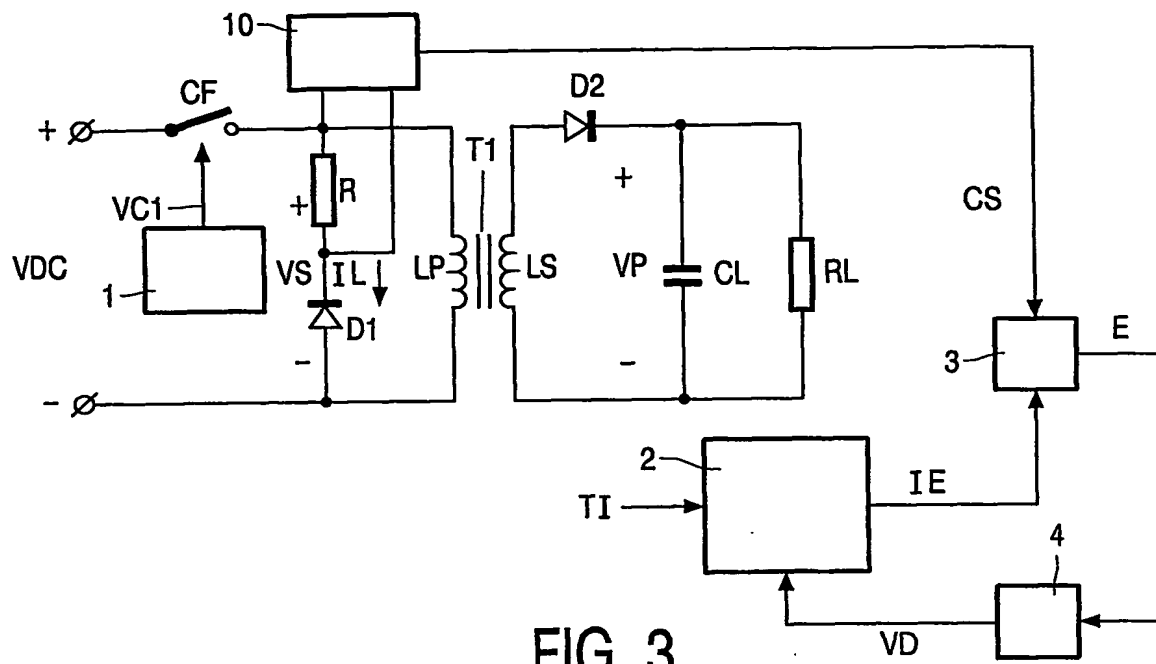 10
D2
CF
+
T1
R
+
+
CS
VC1
VDC
VS
IL
LP
LS
VP
CL
RL
1
D1
E
3
-
-
-
2
IE
TI
4
VD
FIG. 3